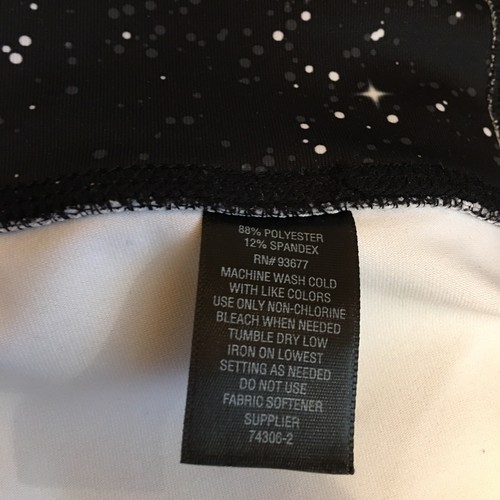 88% POLYESTER
12% SPANDEX
RN# 93677
MACHINE WASH COLD
WITH LIKE COLORS
USE ONLY NON-CHLORINE
BLEACH WHEN NEEDED
TUMBLE DRY LOW
IRON ON LOWEST
SETTING AS NEEDED
DO NOT USE
FABRIC SOFTENER
SUPPLIER
74306-2